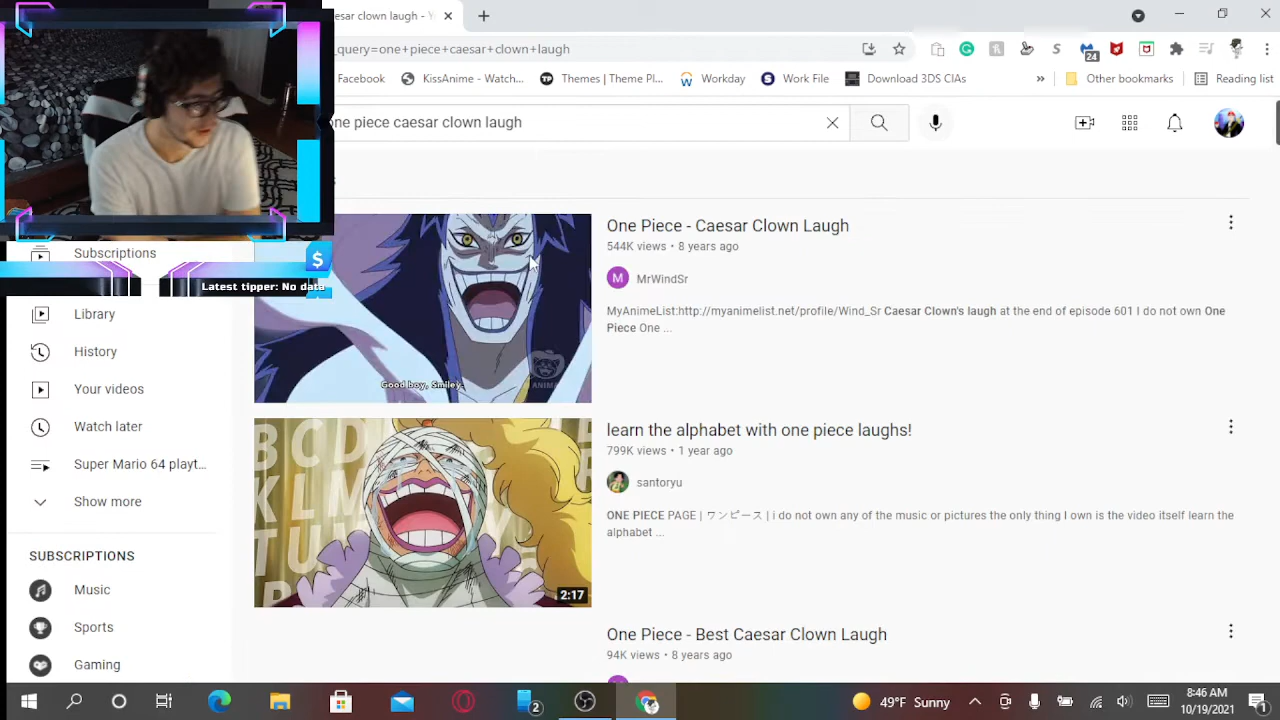 esar clown laugh - Y
_query=one+piece+caesar+clown+laugh
24
Facebook
KissAnime - Watch...
Themes | Theme Pl...
Workday
Work File
Download 3DS CIAs
»
Other bookmarks
Reading list
ne piece caesar clown laugh
Subscriptions
Latest tipper: No data
Library
History
Your videos
Watch later
Super Mario 64 playt...
Show more
SUBSCRIPTIONS
Music
Sports
Gaming
Good boy, Smiley.
One Piece - Caesar Clown Laugh
544K views • 8 years ago
M MrWindSr
MyAnimeList:http://myanimelist.net/profile/Wind_Sr Caesar Clown's laugh at the end of episode 601 I do not own One
Piece One ...
2:17
learn the alphabet with one piece laughs!
799K views • 1 year ago
santoryu
ONE PIECE PAGE | ワンピース | i do not own any of the music or pictures the only thing I own is the video itself learn the
alphabet ...
One Piece - Best Caesar Clown Laugh
94K views • 8 years ago
2
49°F Sunny
8:46 AM
10/19/2021
1